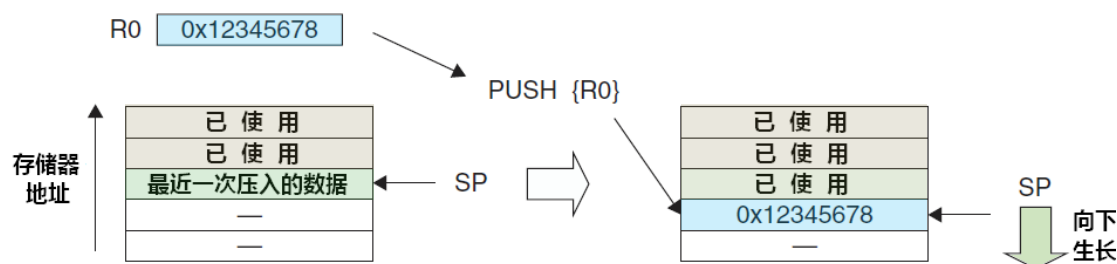 R0 0x12345678
PUSH {R0}
存储器
地址
已 使 用
已 使 用
最近一次压入的数据
—
—
SP
已 使 用
已 使 用
已 使 用
0x12345678
—
SP
向下
生长